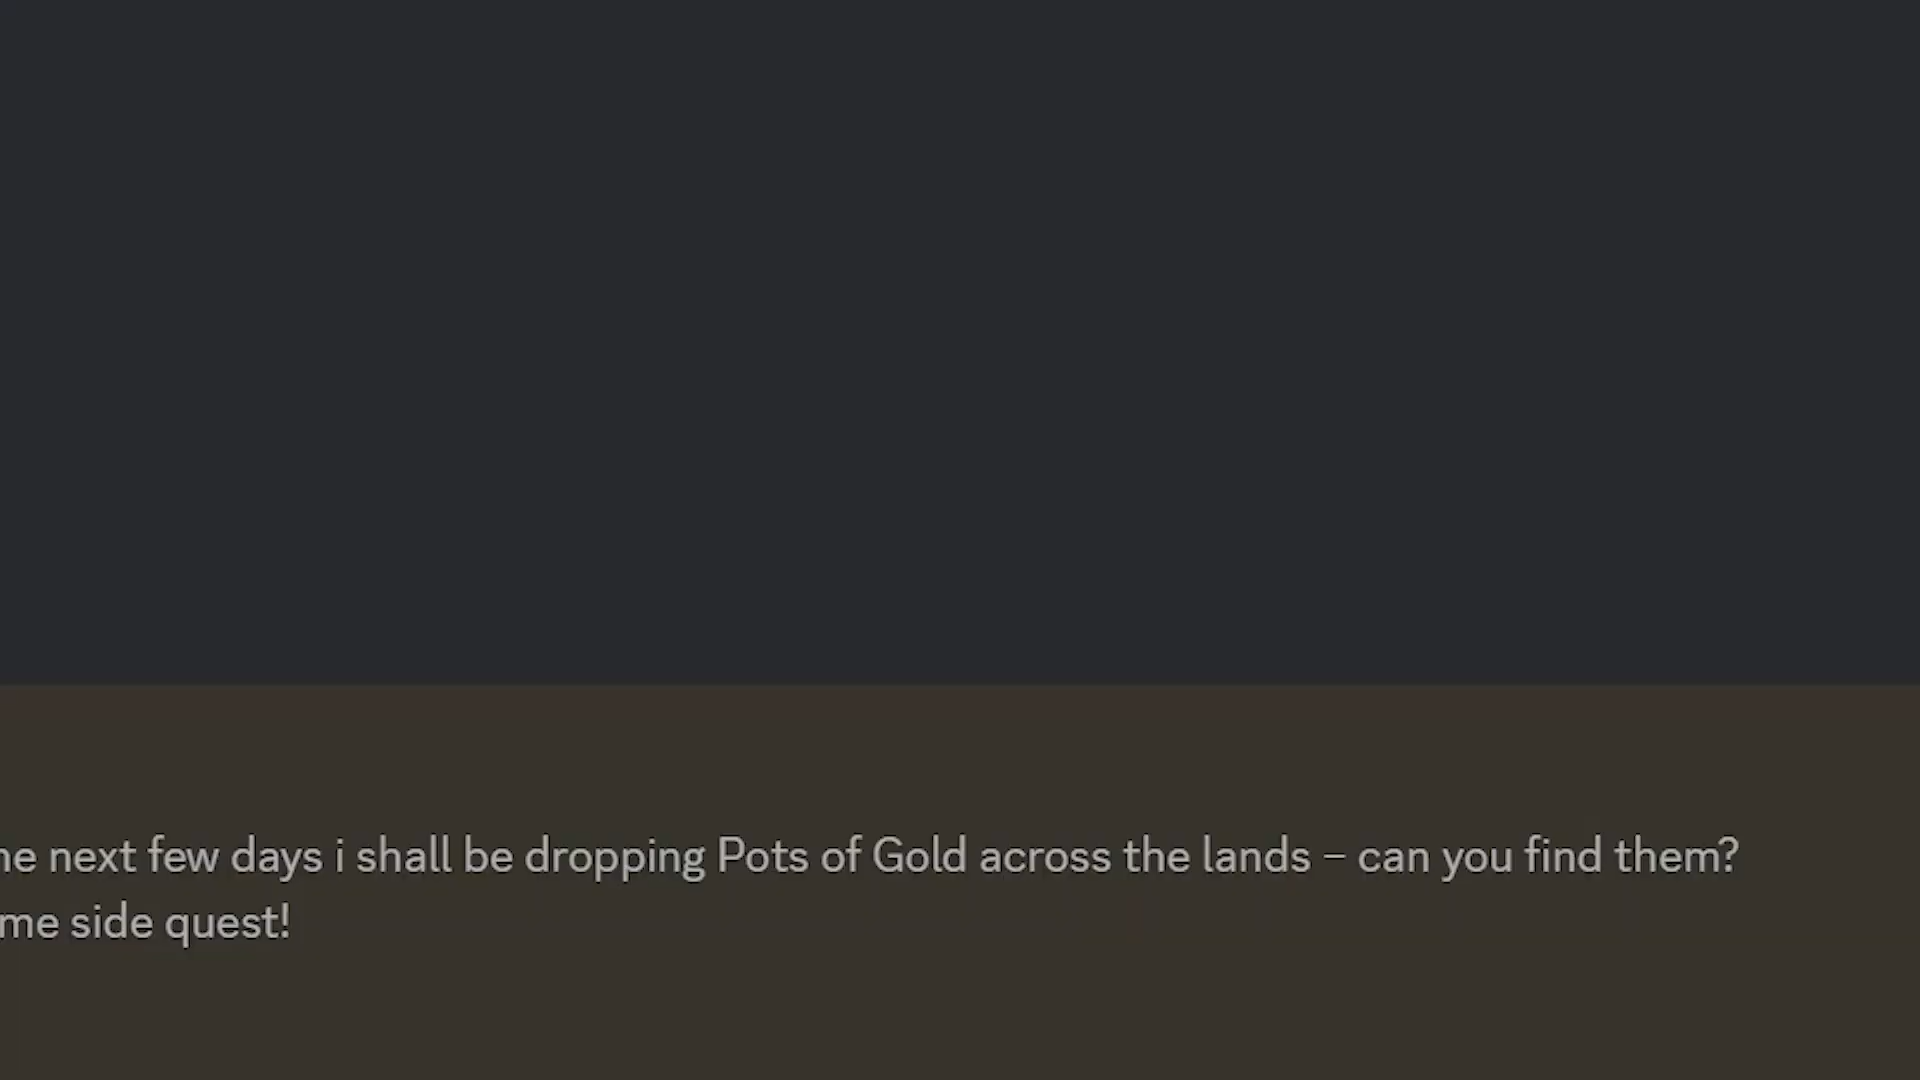 he next few days i shall be dropping Pots of Gold across the lands – can you find them?
me side quest!